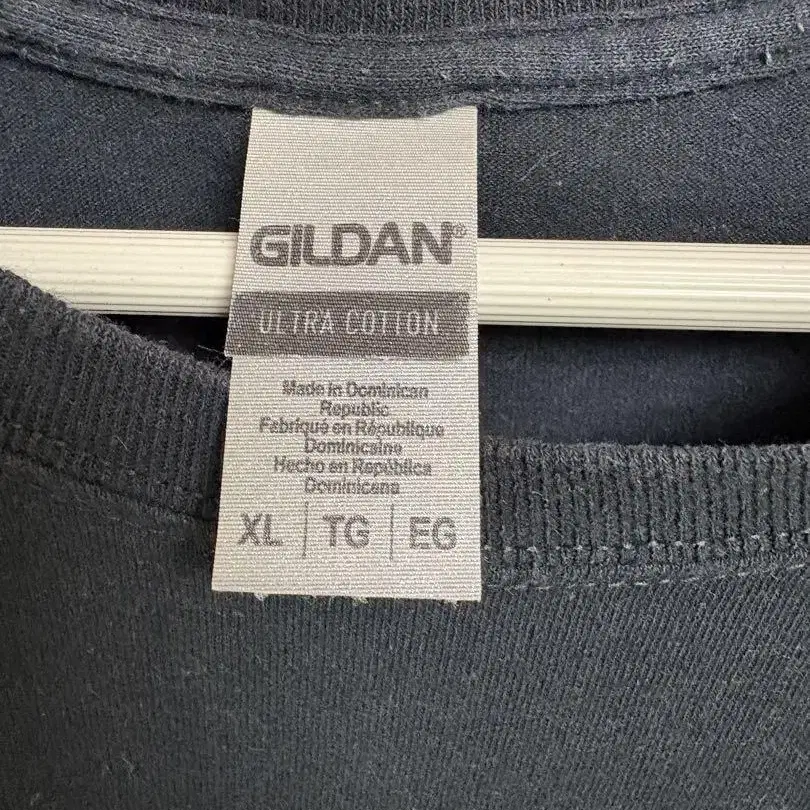 GILDAN®
ULTRA COTTON
Made in Dominican
Republic
Fabriqué en République
Dominicaine
Hecho en República
Dominicana
XL | TG | EG